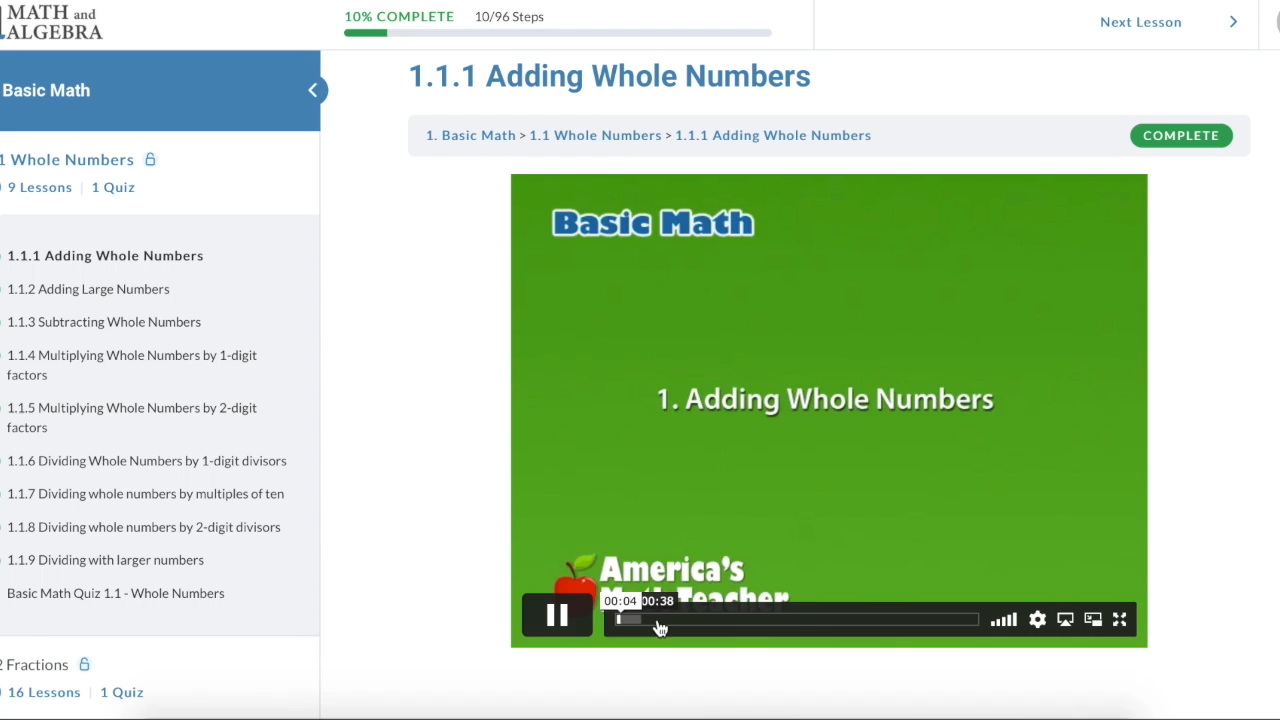 MATH and
ALGEBRA
10% COMPLETE 10/96 Steps
Next Lesson
Basic Math
1.1.1 Adding Whole Numbers
1. Basic Math > 1.1 Whole Numbers > 1.1.1 Adding Whole Numbers
COMPLETE
1 Whole Numbers
9 Lessons | 1 Quiz
1.1.1 Adding Whole Numbers
1.1.2 Adding Large Numbers
1.1.3 Subtracting Whole Numbers
1.1.4 Multiplying Whole Numbers by 1-digit
factors
1.1.5 Multiplying Whole Numbers by 2-digit
factors
1.1.6 Dividing Whole Numbers by 1-digit divisors
1.1.7 Dividing whole numbers by multiples of ten
1.1.8 Dividing whole numbers by 2-digit divisors
1.1.9 Dividing with larger numbers
Basic Math Quiz 1.1 - Whole Numbers
2 Fractions
16 Lessons | 1 Quiz
Basic Math
1. Adding Whole Numbers
America's
Math Teacher
00:04 00:38